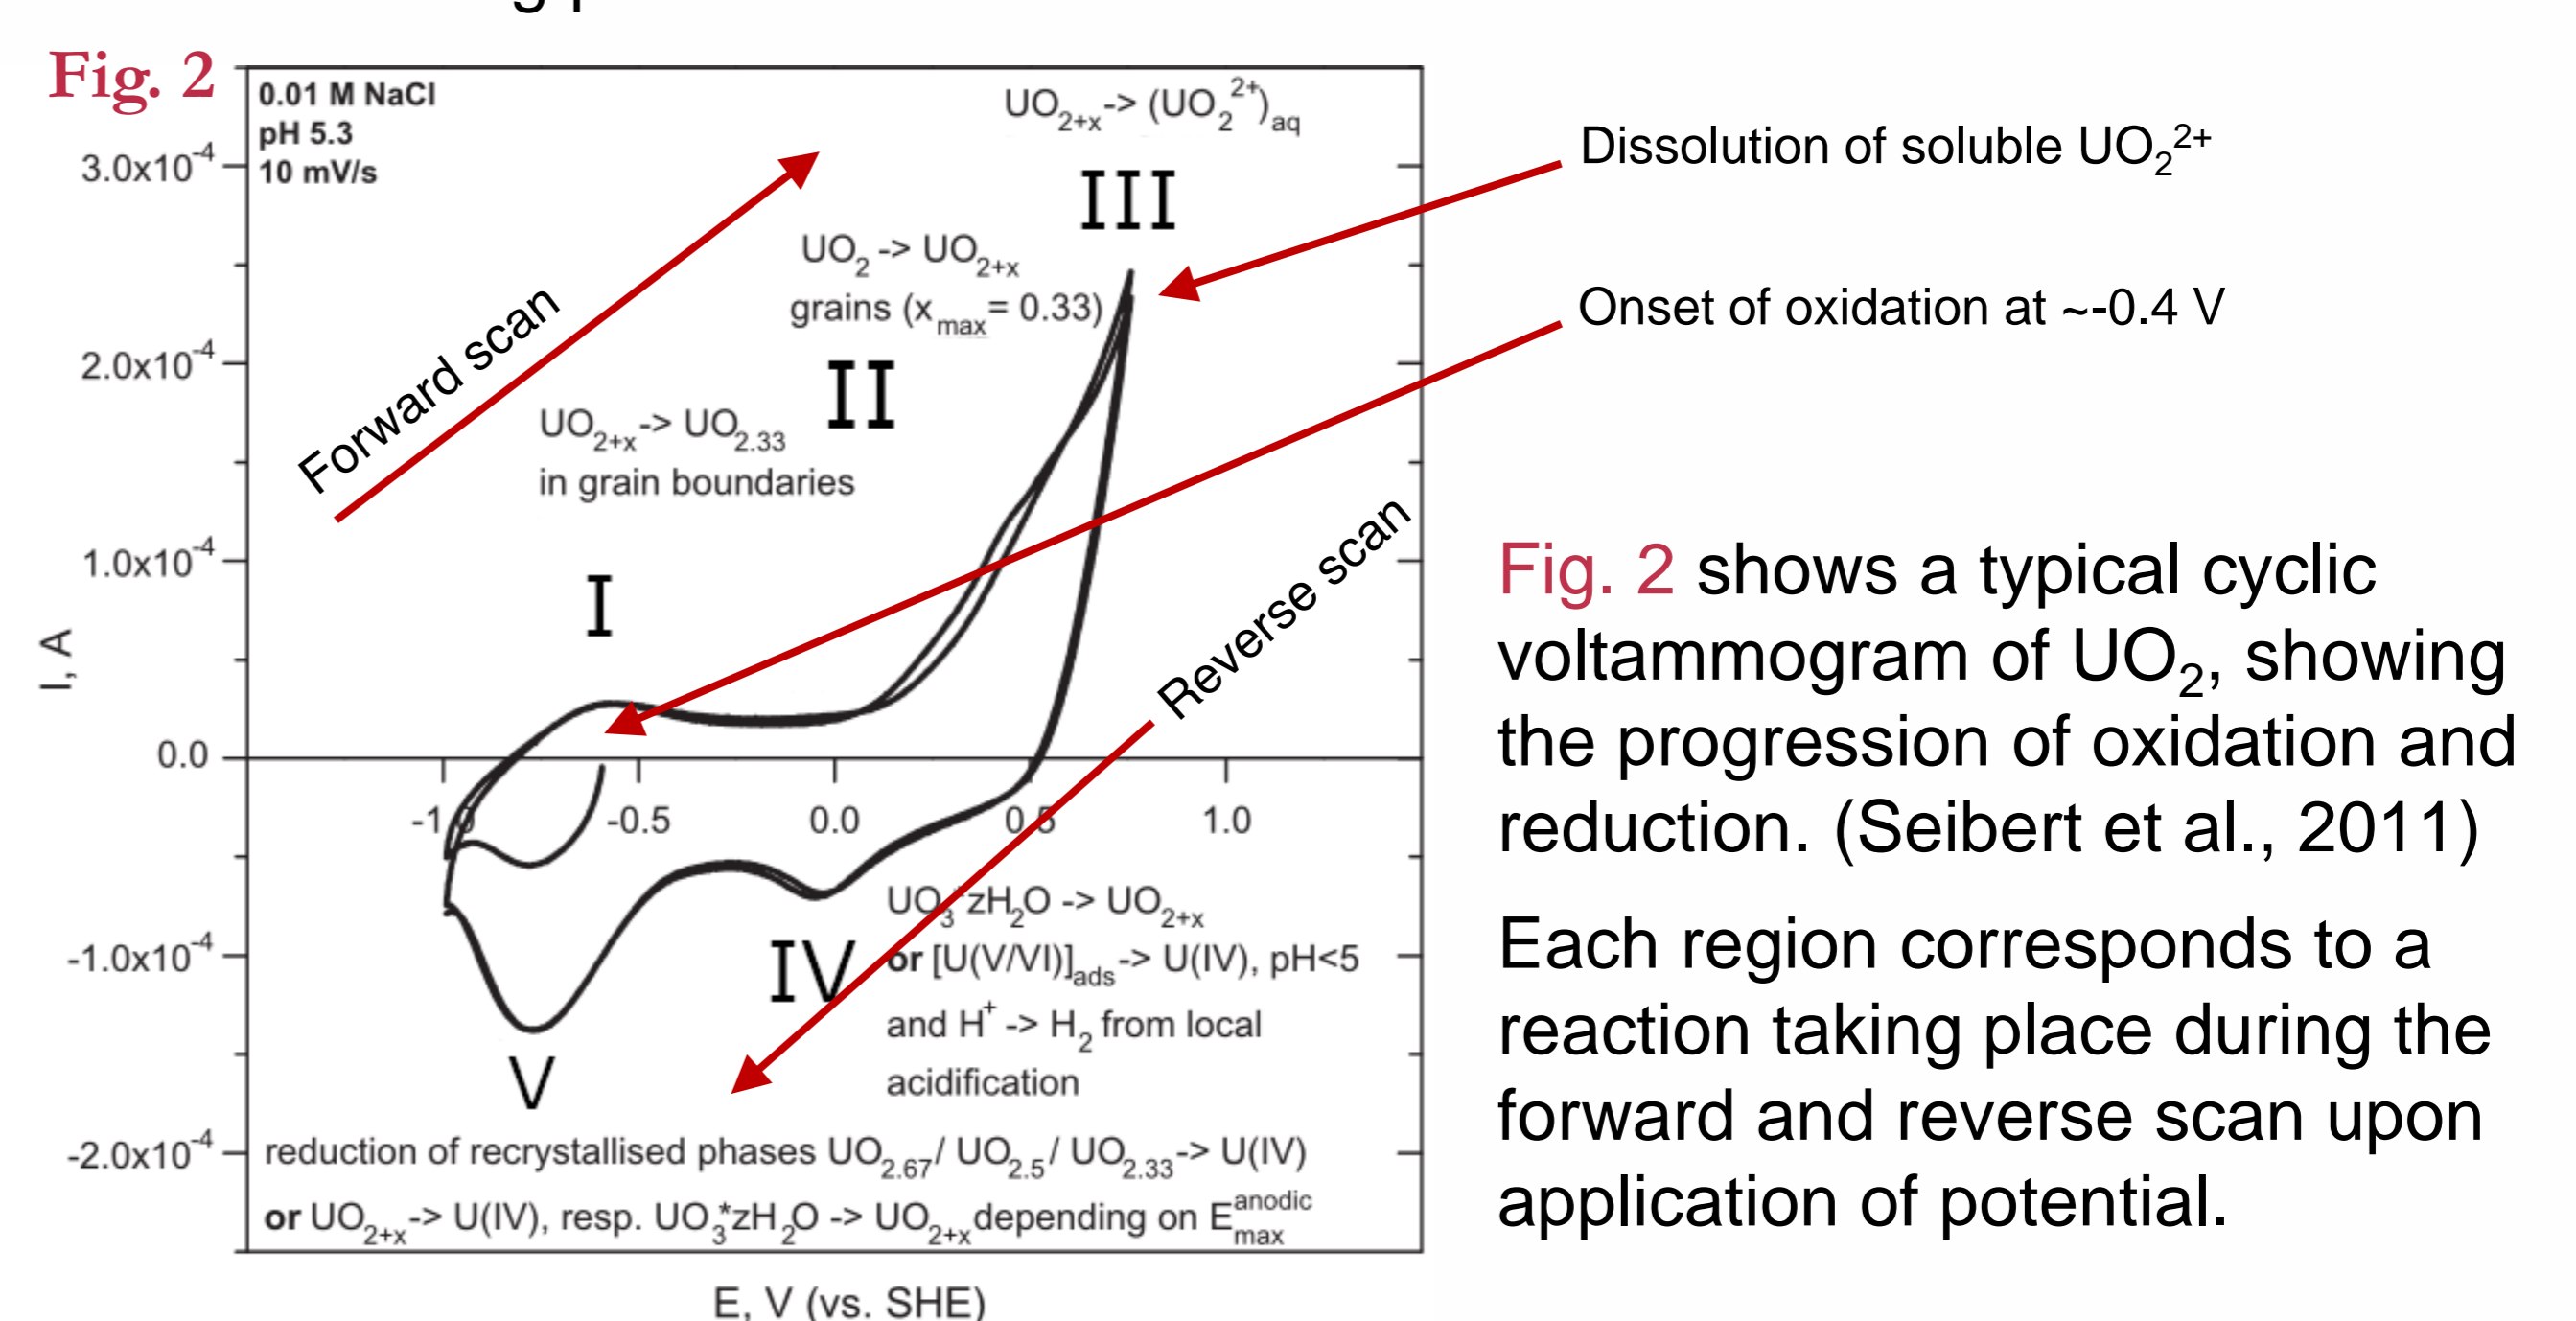 Fig. 2
0.01 M NaCl
pH 5.3
10 mV/s
UO₂₊ₓ-> (UO₂²⁺)aq
III
UO₂ -> UO₂₊ₓ
grains (xmax= 0.33)
II
UO₂₊ₓ-> UO₂.₃₃
in grain boundaries
I
Forward scan
Reverse scan
3.0x10⁻⁴
2.0x10⁻⁴
1.0x10⁻⁴
0.0
-1.0x10⁻⁴
-2.0x10⁻⁴
I, A
-1.0
-0.5
0.0
0.5
1.0
UO₃*zH₂O -> UO₂₊ₓ
IV
or [U(V/VI)]ads-> U(IV), pH<5
and H⁺ -> H₂ from local
acidification
V
reduction of recrystallised phases UO₂.₆₇/ UO₂.₅/ UO₂.₃₃-> U(IV)
or UO₂₊ₓ-> U(IV), resp. UO₃*zH₂O -> UO₂₊ₓdepending on Emax anodic
E, V (vs. SHE)
Dissolution of soluble UO₂²⁺
Onset of oxidation at ~-0.4 V
Fig. 2 shows a typical cyclic
voltammogram of UO₂, showing
the progression of oxidation and
reduction. (Seibert et al., 2011)
Each region corresponds to a
reaction taking place during the
forward and reverse scan upon
application of potential.